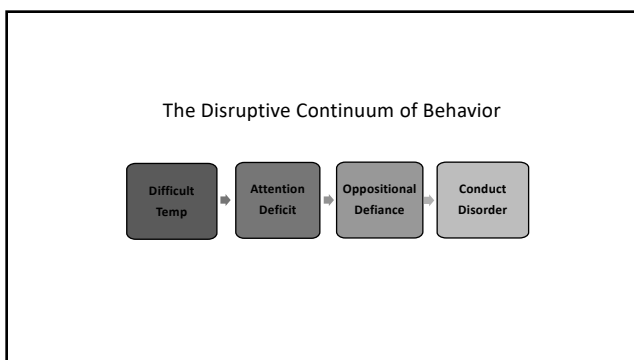 The Disruptive Continuum of Behavior
Difficult
Temp
Attention
Deficit
Oppositional
Defiance
Conduct
Disorder